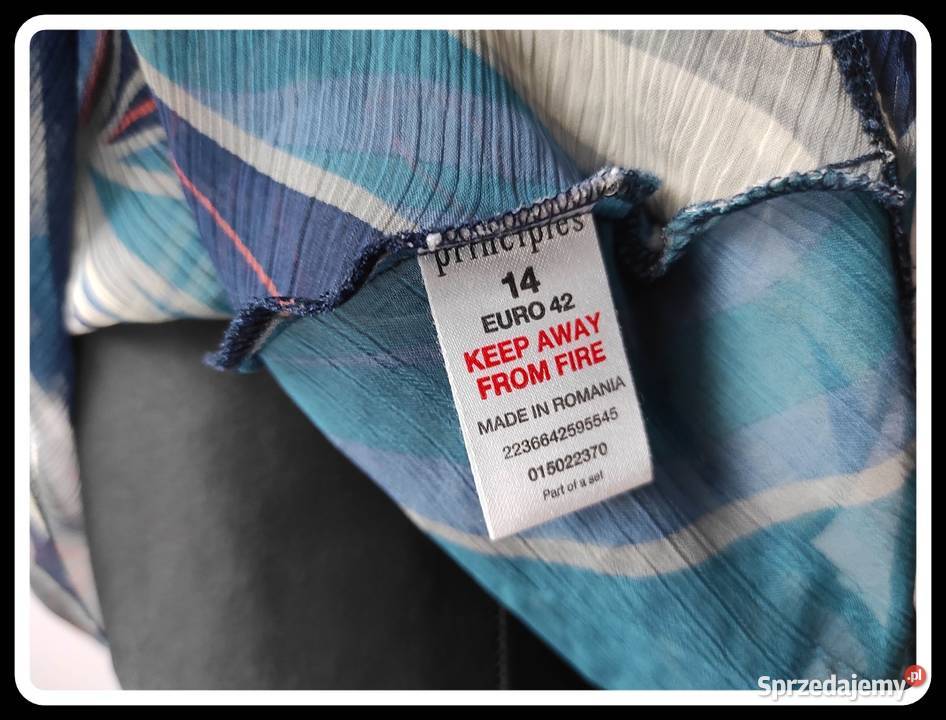 principles
14
EURO 42
KEEP AWAY
FROM FIRE
MADE IN ROMANIA
2236642595545
015022370
Part of a set
Sprzedajemy.pl